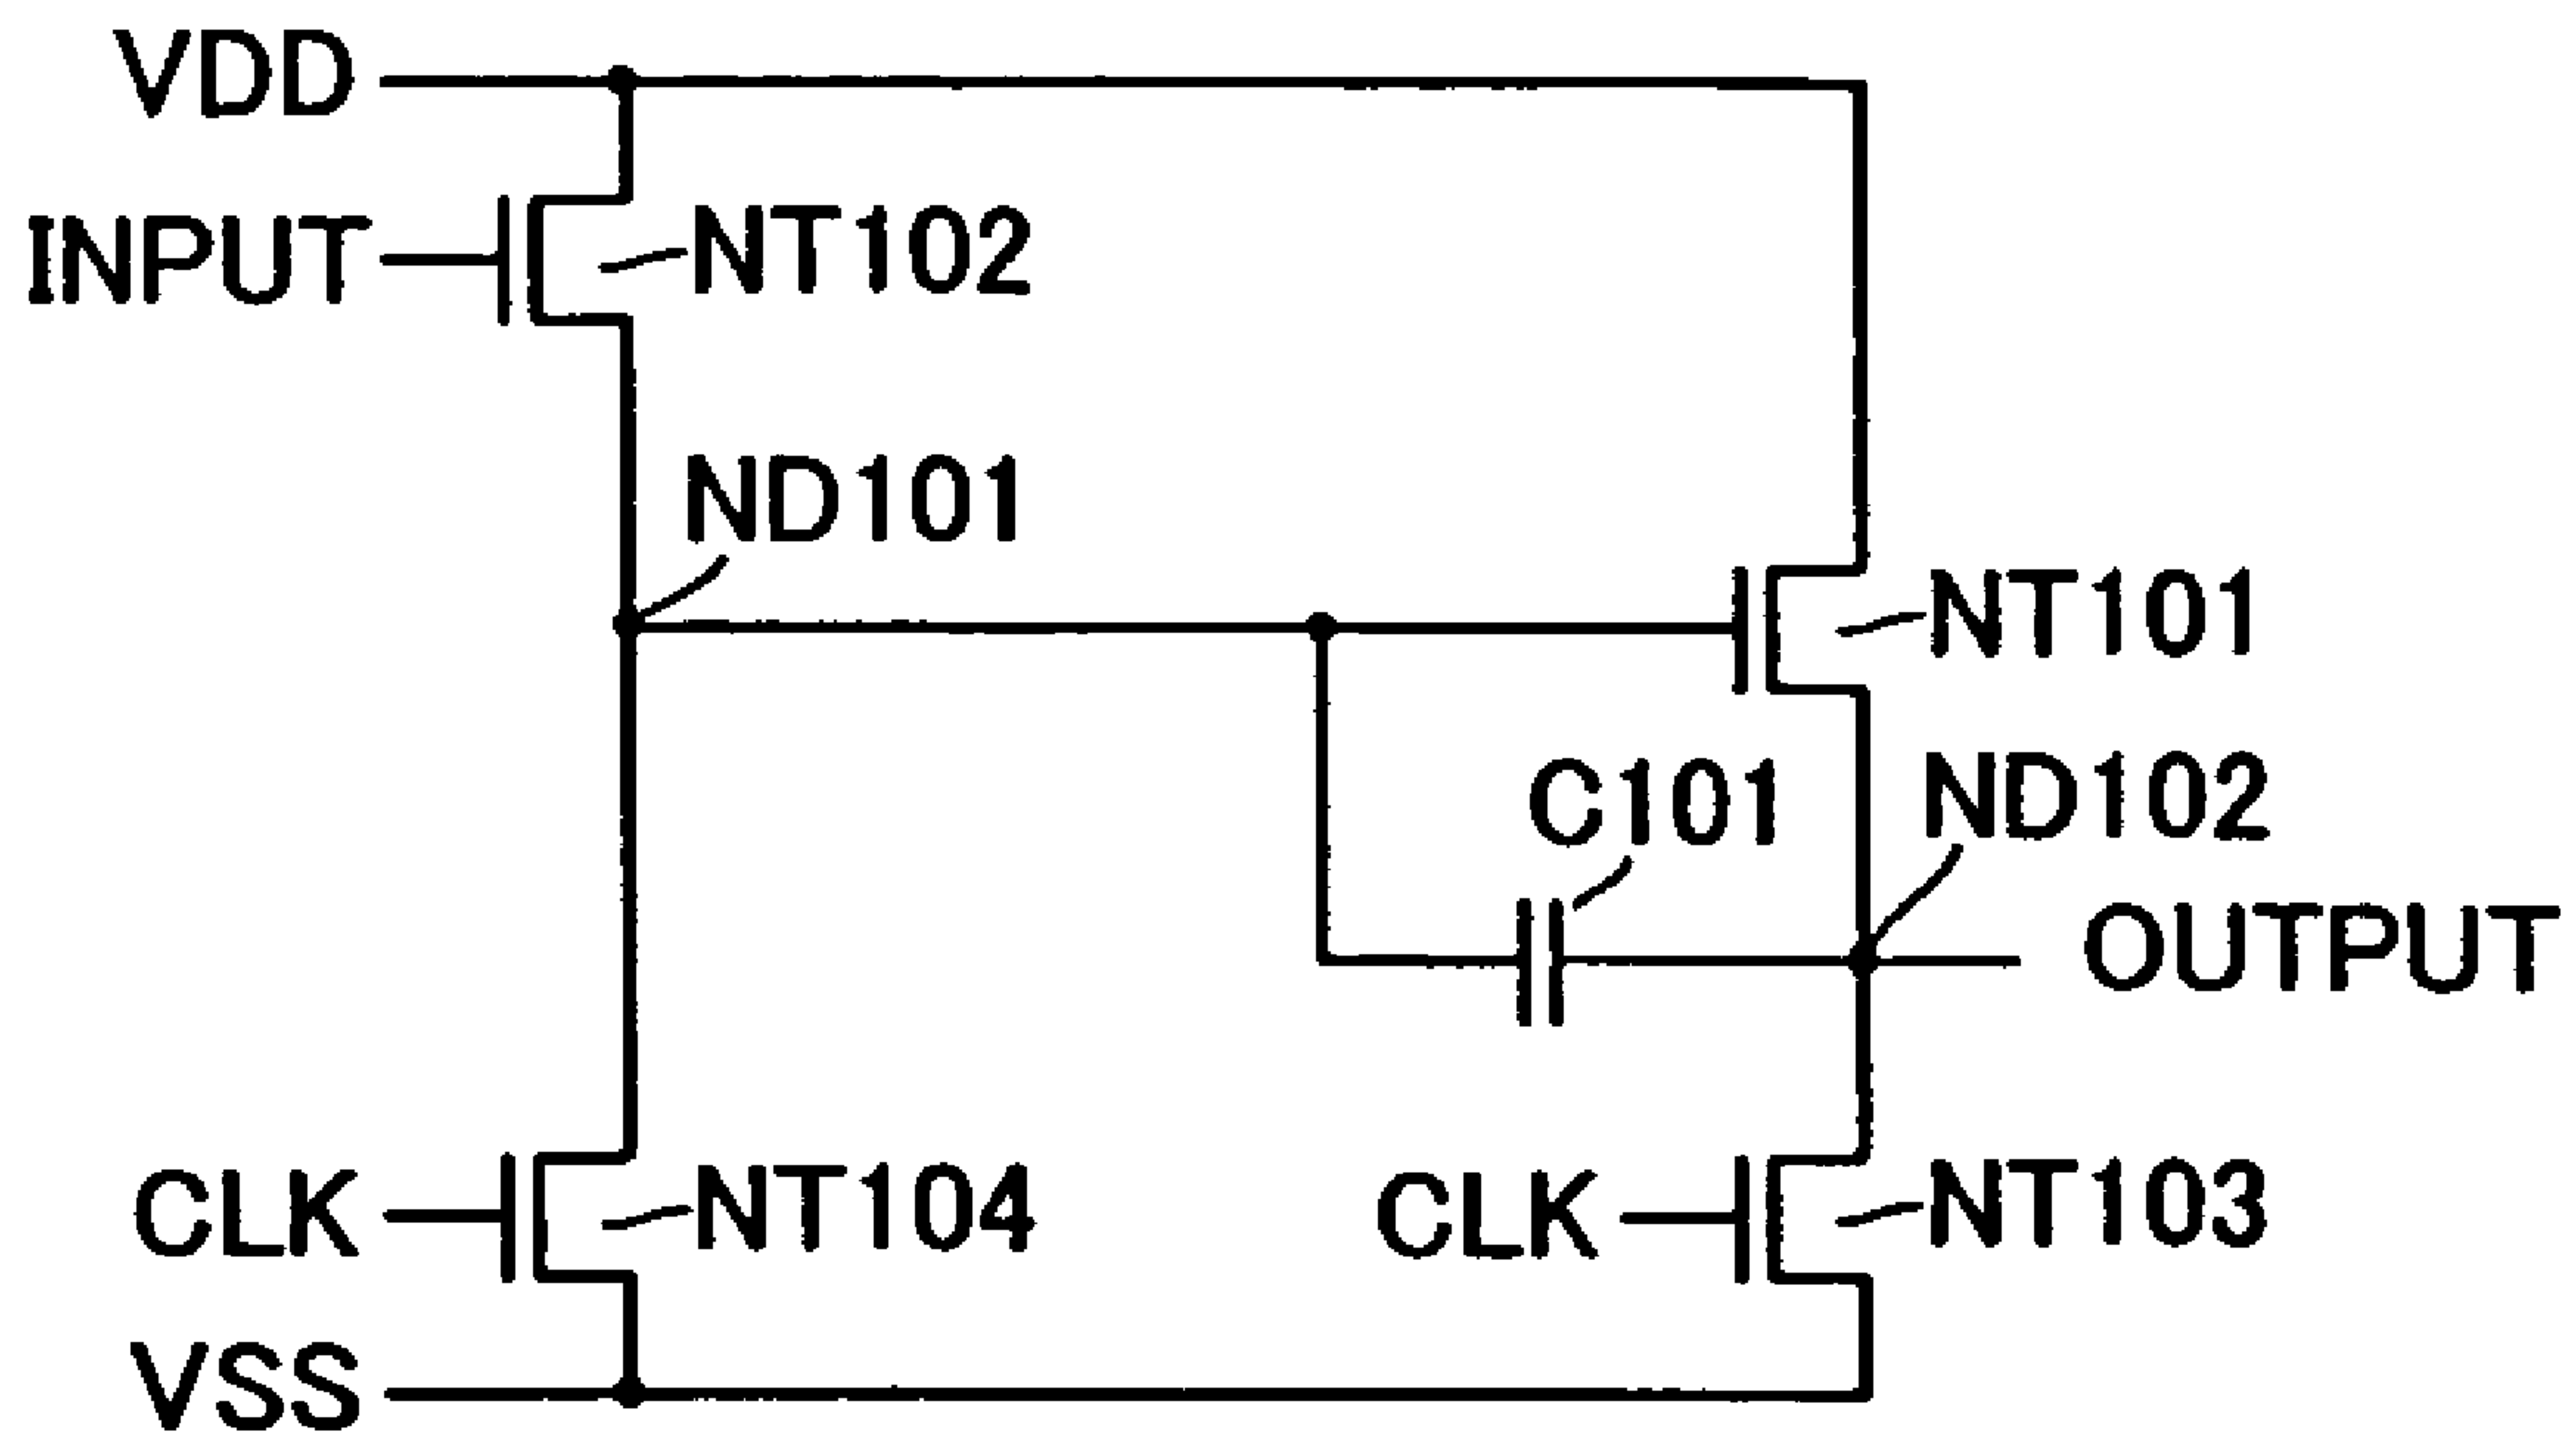 VDD
INPUT
NT102
ND101
NT101
C101
ND102
OUTPUT
CLK
NT104
CLK
NT103
VSS